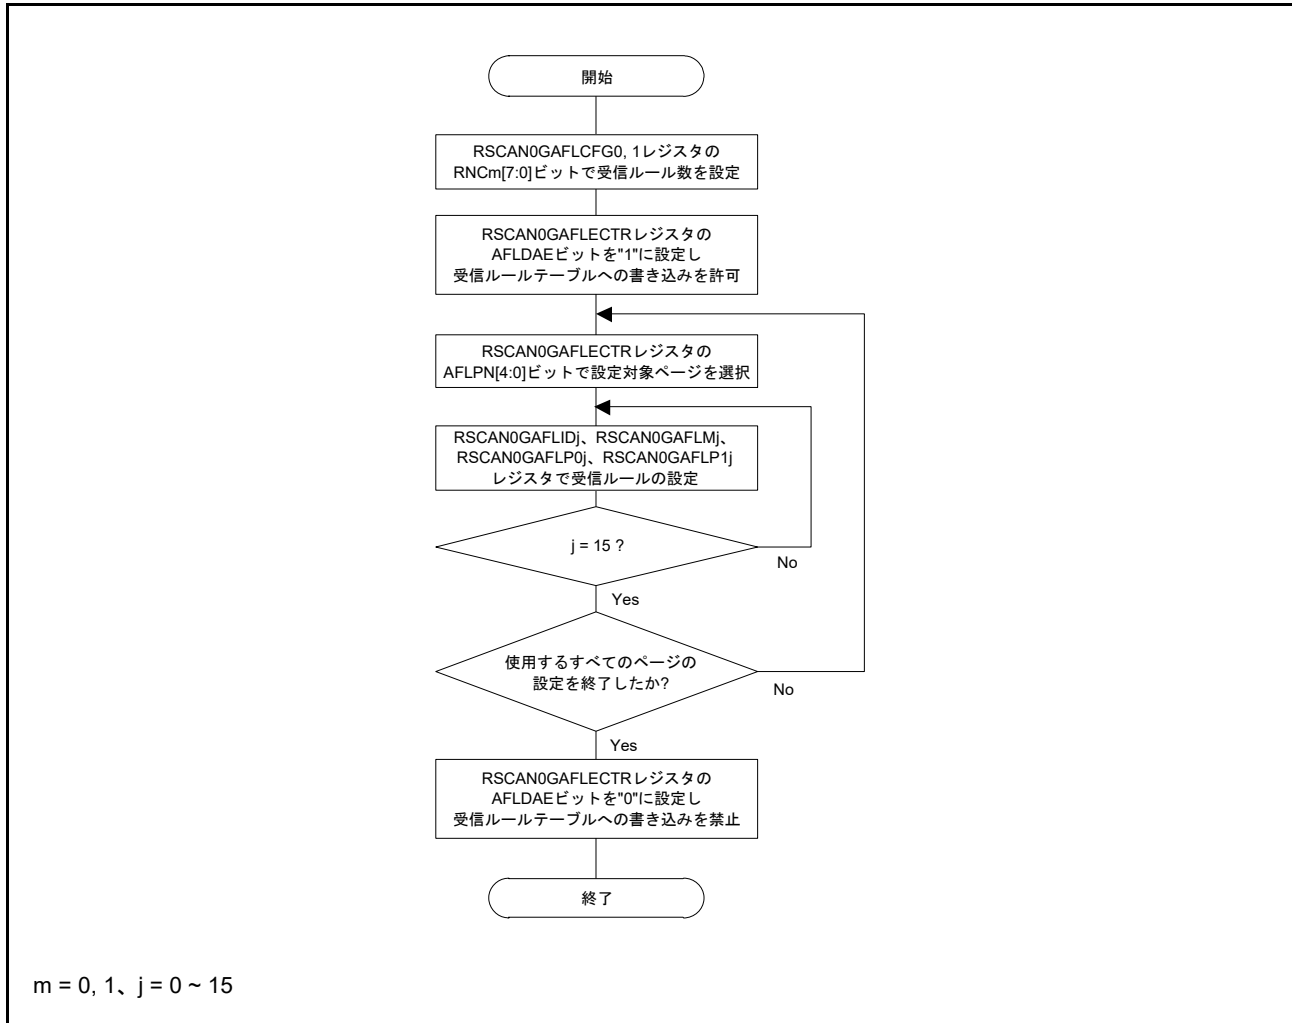 開始
RSCAN0GAFLCFG0, 1レジスタの
RNCm[7:0]ビットで受信ルール数を設定
RSCAN0GAFLECTRレジスタの
AFLDAEビットを"1"に設定し
受信ルールテーブルへの書き込みを許可
RSCAN0GAFLECTRレジスタの
AFLPN[4:0]ビットで設定対象ページを選択
RSCAN0GAFLIDj、RSCAN0GAFLMj、
RSCAN0GAFLP0j、RSCAN0GAFLP1j
レジスタで受信ルールの設定
j = 15 ?
No
Yes
使用するすべてのページの
設定を終了したか?
No
Yes
RSCAN0GAFLECTRレジスタの
AFLDAEビットを"0"に設定し
受信ルールテーブルへの書き込みを禁止
終了
m = 0, 1、j = 0 ~ 15